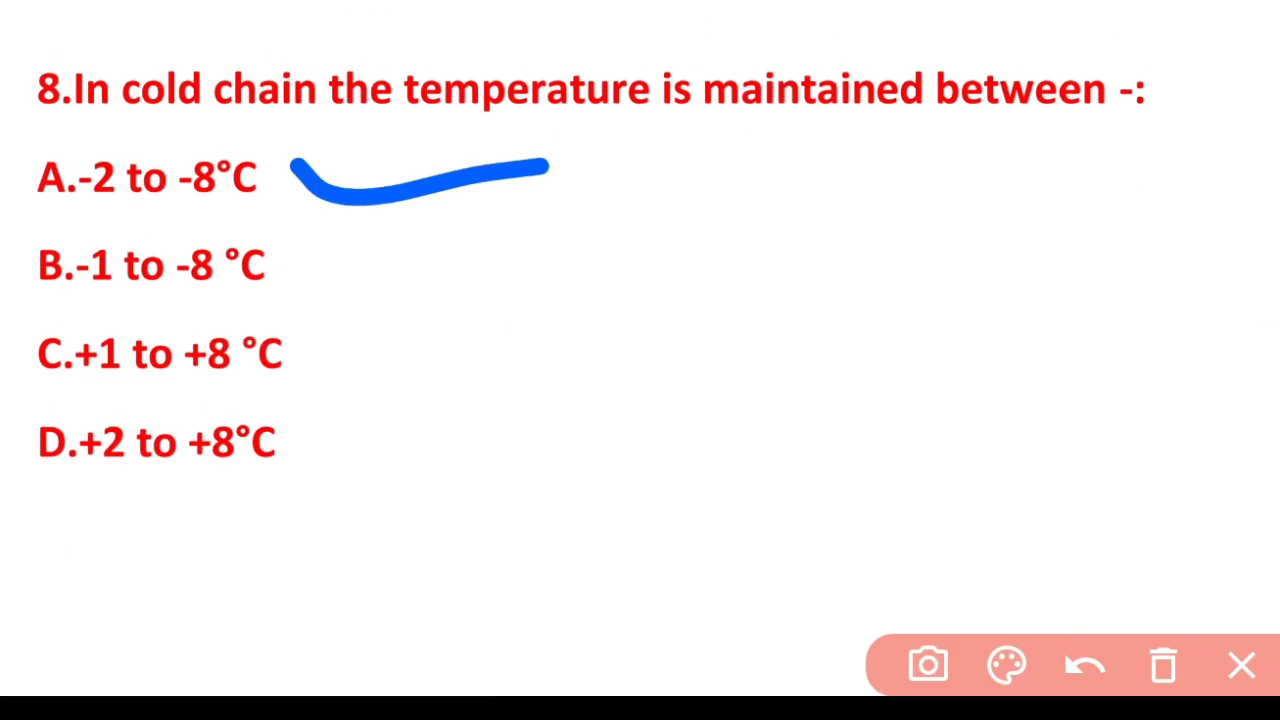 8.In cold chain the temperature is maintained between -:
A.-2 to -8°C
B.-1 to -8 °C
C.+1 to +8 °C
D.+2 to +8°C